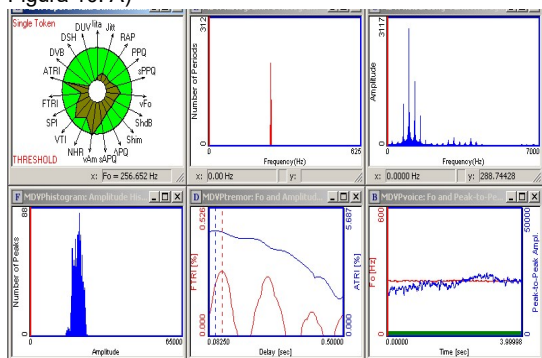 Single Token
Jita
Jitt
RAP
PPQ
sPPQ
vFo
ShdB
Shim
APQ
sAPQ
vAm
NHR
VTI
SPI
FTRI
ATRI
DVB
DSH
DUV
THRESHOLD
x: Fo = 256.652 Hz
312
Number of Periods
0
0
625
Frequency(Hz)
x: 0.00 Hz
y:
3117
Amplitude
0
0
7000
Frequency(Hz)
x: 0.0000 Hz
y: 288.74428
F MDVPhistogram: Amplitude His
88
Number of Peaks
0
0
65000
Amplitude
D MDVPtremor: Fo and Amplitud
0.526
FTRI [%]
0.000
5.687
ATRI [%]
0.000
0.08250
0.50000
Delay [sec]
B MDVPvoice: Fo and Peak-to-Pea
600
Fo [Hz]
0
50000
Peak-to-Peak Ampl.
0
0.00000
3.99998
Time [sec]